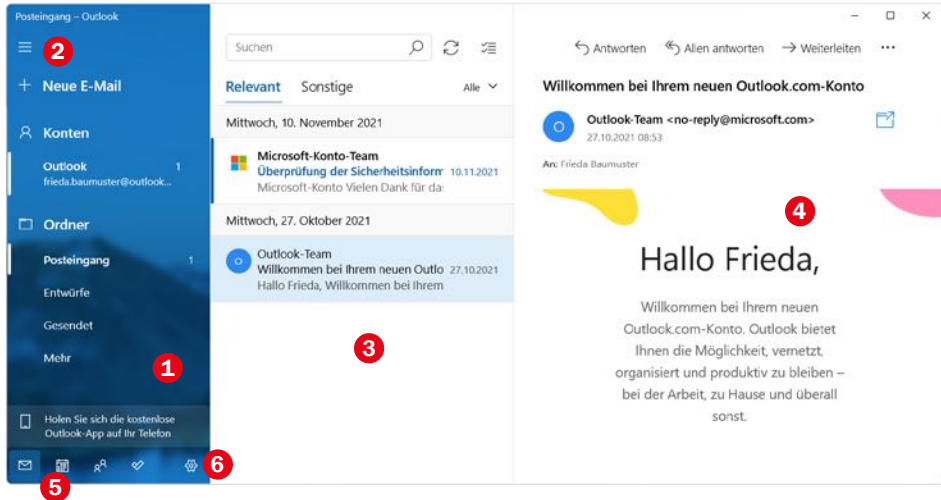 Posteingang – Outlook
2
Neue E-Mail
Konten
Outlook 1
frieda.baumuster@outlook...
Ordner
Posteingang 1
Entwürfe
Gesendet
Mehr
1
Holen Sie sich die kostenlose
Outlook-App auf Ihr Telefon
5
6
Suchen
Relevant Sonstige Alle
Mittwoch, 10. November 2021
Microsoft-Konto-Team
Überprüfung der Sicherheitsinform 10.11.2021
Microsoft-Konto Vielen Dank für da:
Mittwoch, 27. Oktober 2021
O Outlook-Team
Willkommen bei Ihrem neuen Outlo 27.10.2021
Hallo Frieda, Willkommen bei Ihrem
3
Antworten Allen antworten Weiterleiten ...
Willkommen bei Ihrem neuen Outlook.com-Konto
O Outlook-Team <no-reply@microsoft.com>
27.10.2021 08:53
An: Frieda Baumuster
4
Hallo Frieda,
Willkommen bei Ihrem neuen
Outlook.com-Konto. Outlook bietet
Ihnen die Möglichkeit, vernetzt,
organisiert und produktiv zu bleiben –
bei der Arbeit, zu Hause und überall
sonst.